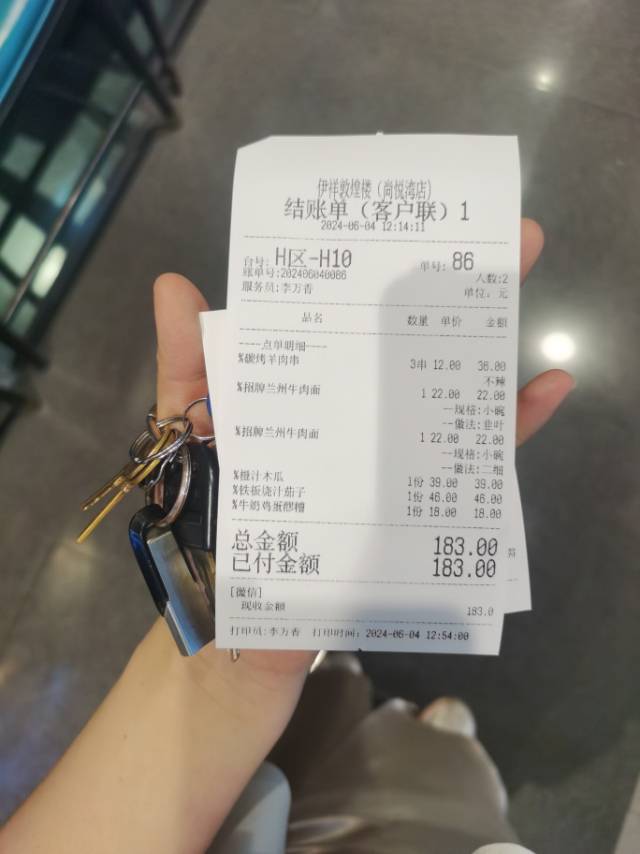 伊祥敦煌楼（尚悦湾店）
结账单（客户联）1
2024-06-04 12:14:11
台号: H区-H10 单号: 86
账单号:202406040086 人数:2
服务员:李万香 单位: 元
品名 数量 单价 金额
----点单明细----
%碳烤羊肉串 3串 12.00 36.00
不辣
%招牌兰州牛肉面 1 22.00 22.00
--规格:小碗
--做法:韭叶
%招牌兰州牛肉面 1 22.00 22.00
--规格:小碗
--做法:二细
%橙汁木瓜 1份 39.00 39.00
%铁板烧汁茄子 1份 46.00 46.00
%牛奶鸡蛋醪糟 1份 18.00 18.00
总金额 183.00
已付金额 183.00
[微信]
现收金额 183.0
打印员:李万香 打印时间: 2024-06-04 12:54:00